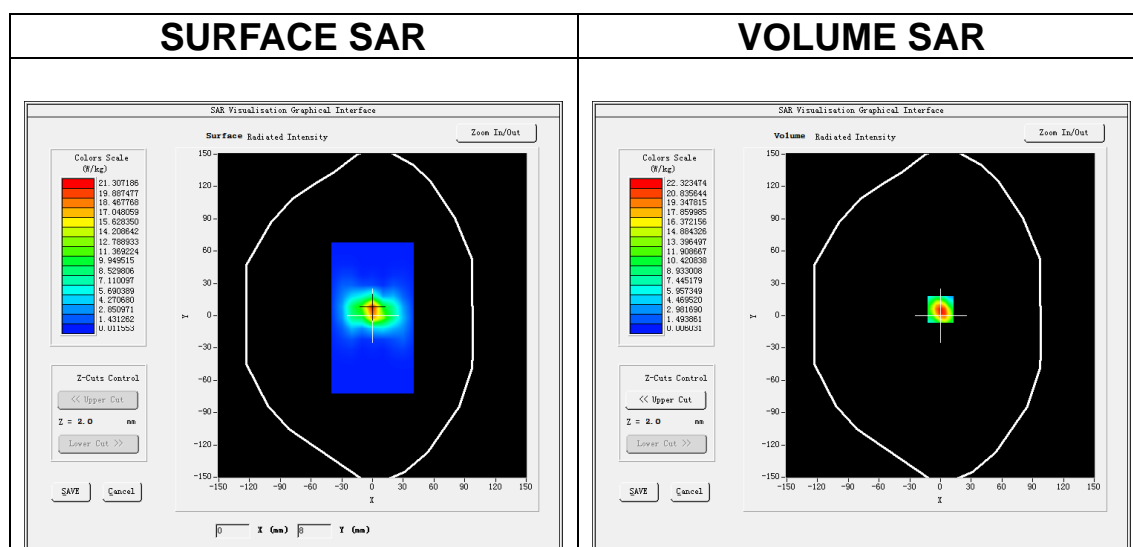 SURFACE SAR
VOLUME SAR
SAR Visualisation Graphical Interface
Surface Radiated Intensity
Zoom In/Out
Colors Scale
(W/kg)
21.307186
19.887477
18.467768
17.048059
15.628350
14.208642
12.788933
11.369224
9.949515
8.529806
7.110097
5.690389
4.270680
2.850971
1.431262
0.011553
150
120
90
60
30
0
-30
-60
-90
-120
-150
Y
-150 -120 -90 -60 -30 0 30 60 90 120 150
X
Z-Cuts Control
<< Upper Cut
Z = 2.0 mm
Lower Cut >>
SAVE Cancel
0 X (mm) 8 Y (mm)
SAR Visualisation Graphical Interface
Volume Radiated Intensity
Zoom In/Out
Colors Scale
(W/kg)
22.323474
20.835644
19.347815
17.859985
16.372156
14.884326
13.396497
11.908667
10.420838
8.933008
7.445179
5.957349
4.469520
2.981690
1.493861
0.006031
150
120
90
60
30
0
-30
-60
-90
-120
-150
Y
-150 -120 -90 -60 -30 0 30 60 90 120 150
X
Z-Cuts Control
<< Upper Cut
Z = 2.0 mm
Lower Cut >>
SAVE Cancel